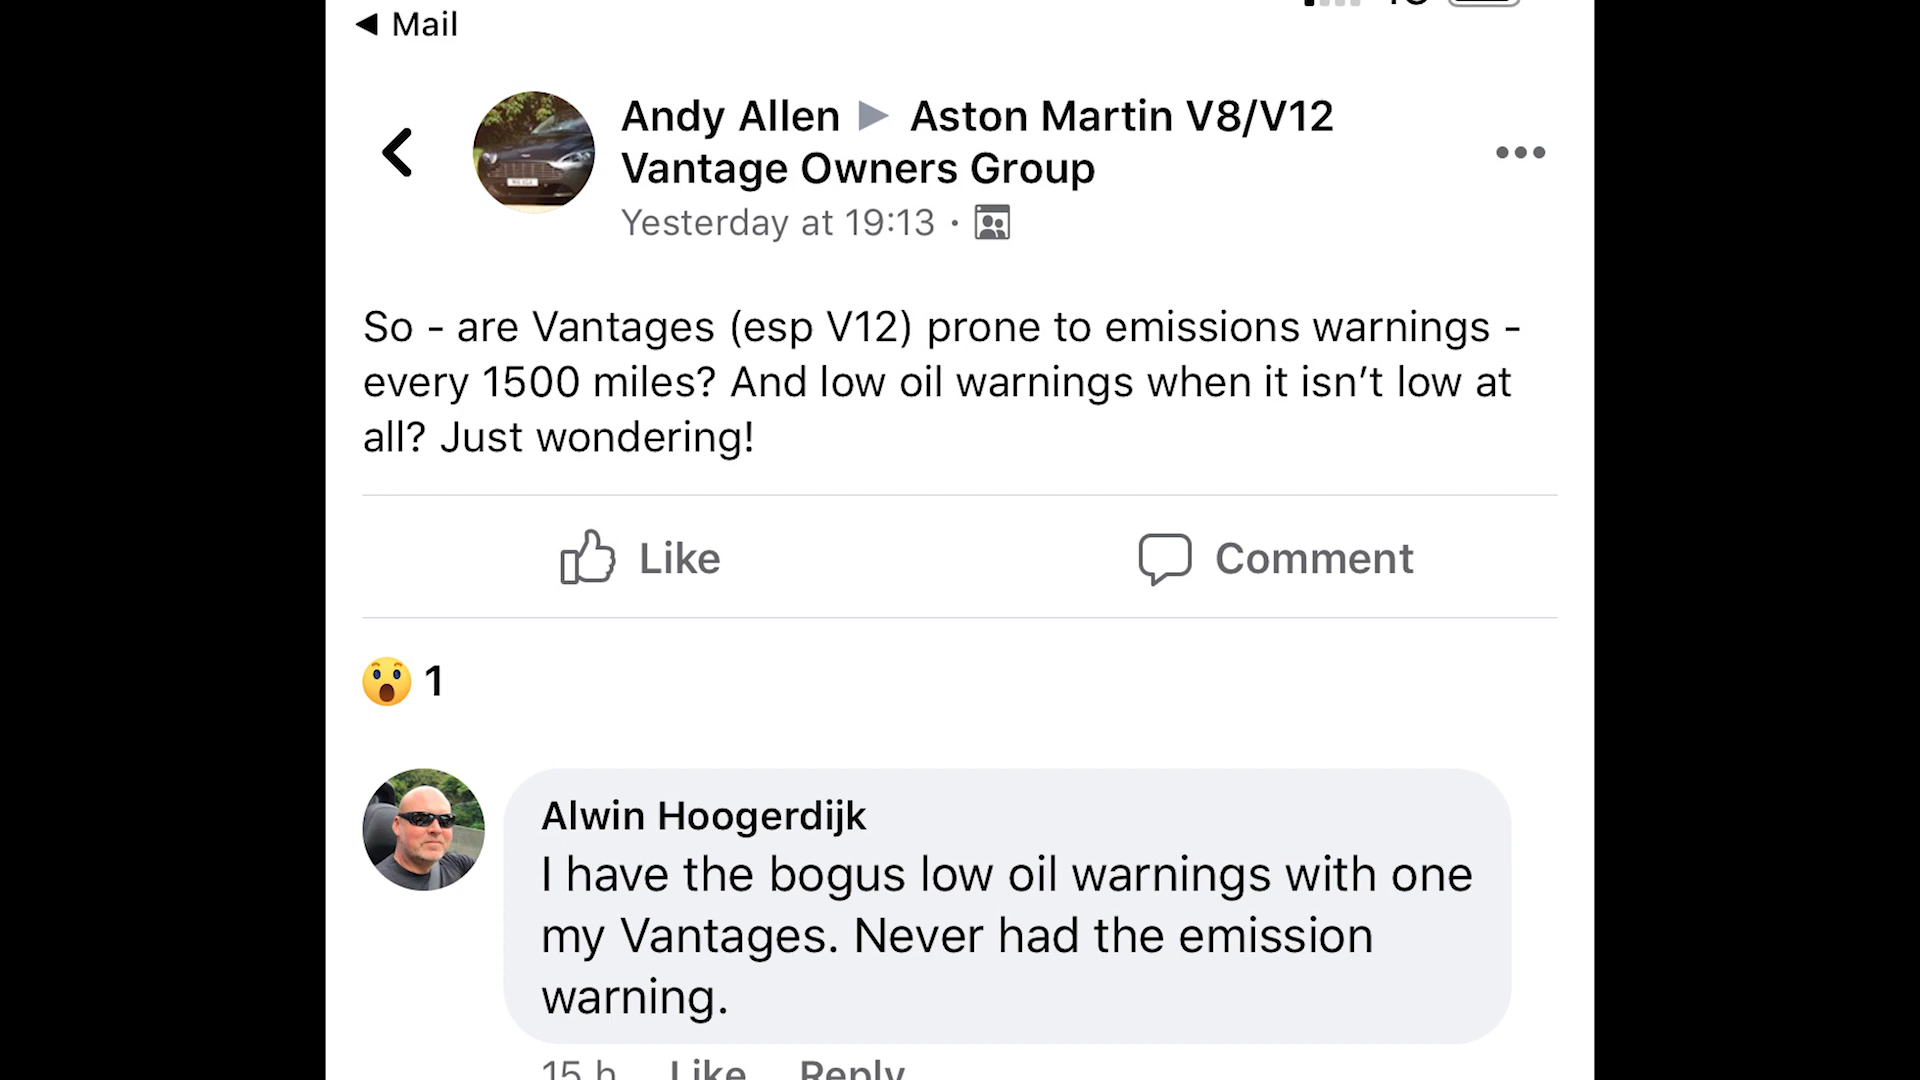 ◀ Mail
Andy Allen ▶ Aston Martin V8/V12
Vantage Owners Group
Yesterday at 19:13 ·
So - are Vantages (esp V12) prone to emissions warnings -
every 1500 miles? And low oil warnings when it isn’t low at
all? Just wondering!
Like
Comment
😮 1
Alwin Hoogerdijk
I have the bogus low oil warnings with one
my Vantages. Never had the emission
warning.
15 h Like Reply